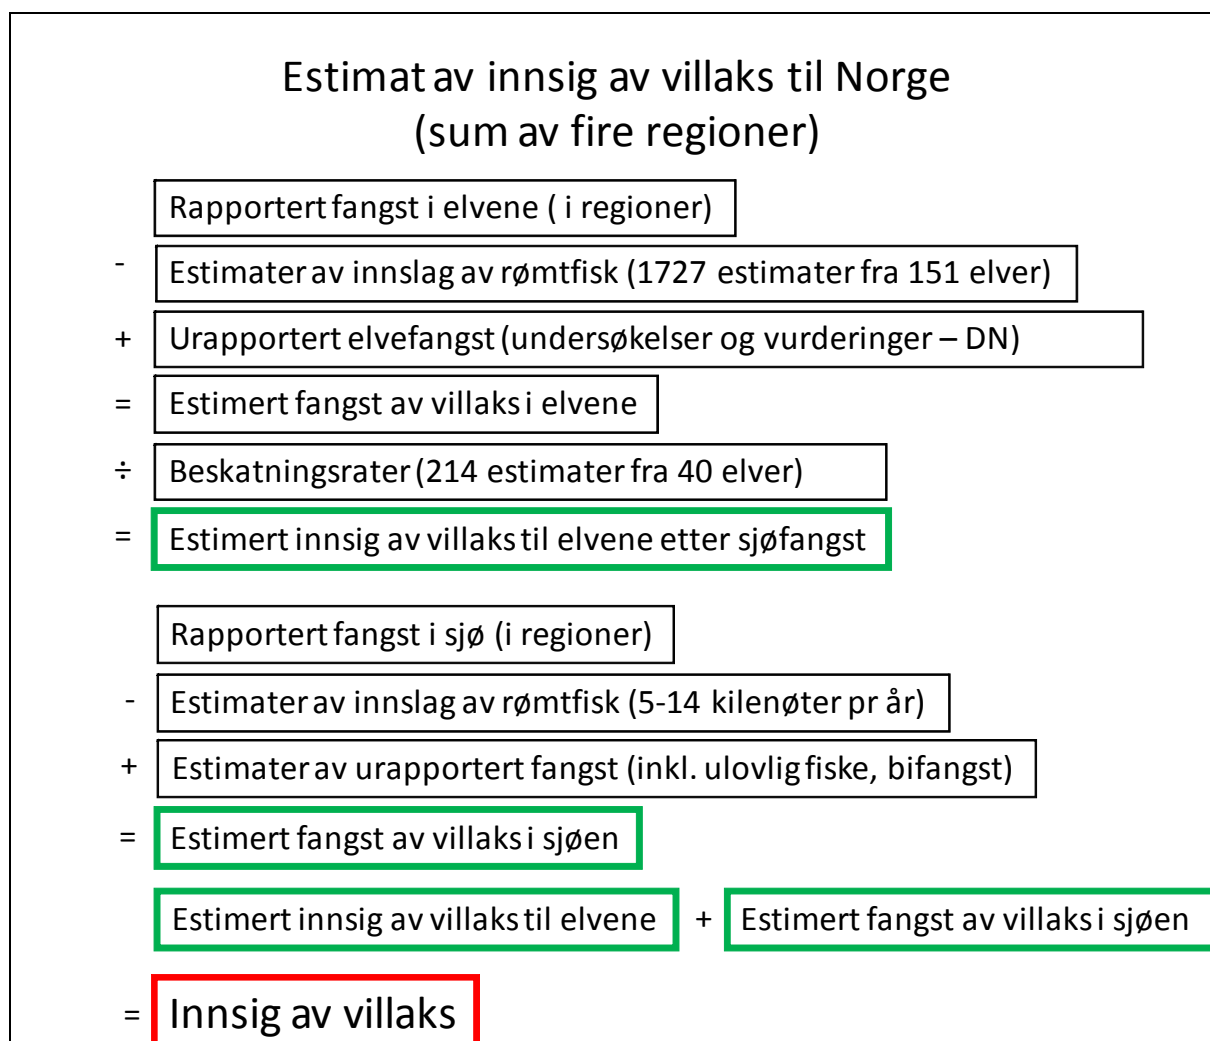 Estimat av innsig av villaks til Norge
(sum av fire regioner)
Rapportert fangst i elvene ( i regioner)
- Estimater av innslag av rømt fisk (1727 estimater fra 151 elver)
+ Urapportert elvefangst (undersøkelser og vurderinger – DN)
= Estimert fangst av villaks i elvene
÷ Beskatningsrater (214 estimater fra 40 elver)
= Estimert innsig av villaks til elvene etter sjøfangst
Rapportert fangst i sjø (i regioner)
- Estimater av innslag av rømt fisk (5-14 kilenøter pr år)
+ Estimater av urapportert fangst (inkl. ulovlig fiske, bifangst)
= Estimert fangst av villaks i sjøen
Estimert innsig av villaks til elvene + Estimert fangst av villaks i sjøen
= Innsig av villaks